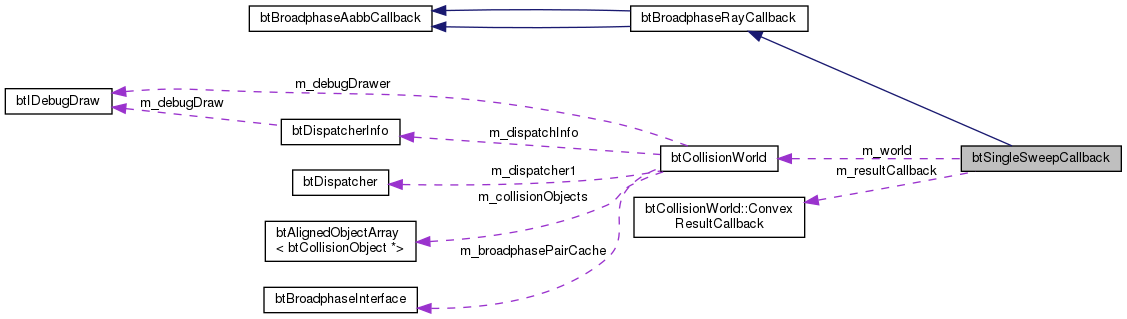 btBroadphaseAabbCallback
btBroadphaseRayCallback
m_debugDrawer
btIDebugDraw
m_debugDraw
btDispatcherInfo
m_dispatchInfo
btCollisionWorld
m_world
btSingleSweepCallback
m_resultCallback
btDispatcher
m_dispatcher1
m_collisionObjects
btCollisionWorld::Convex
ResultCallback
btAlignedObjectArray
< btCollisionObject *>
m_broadphasePairCache
btBroadphaseInterface